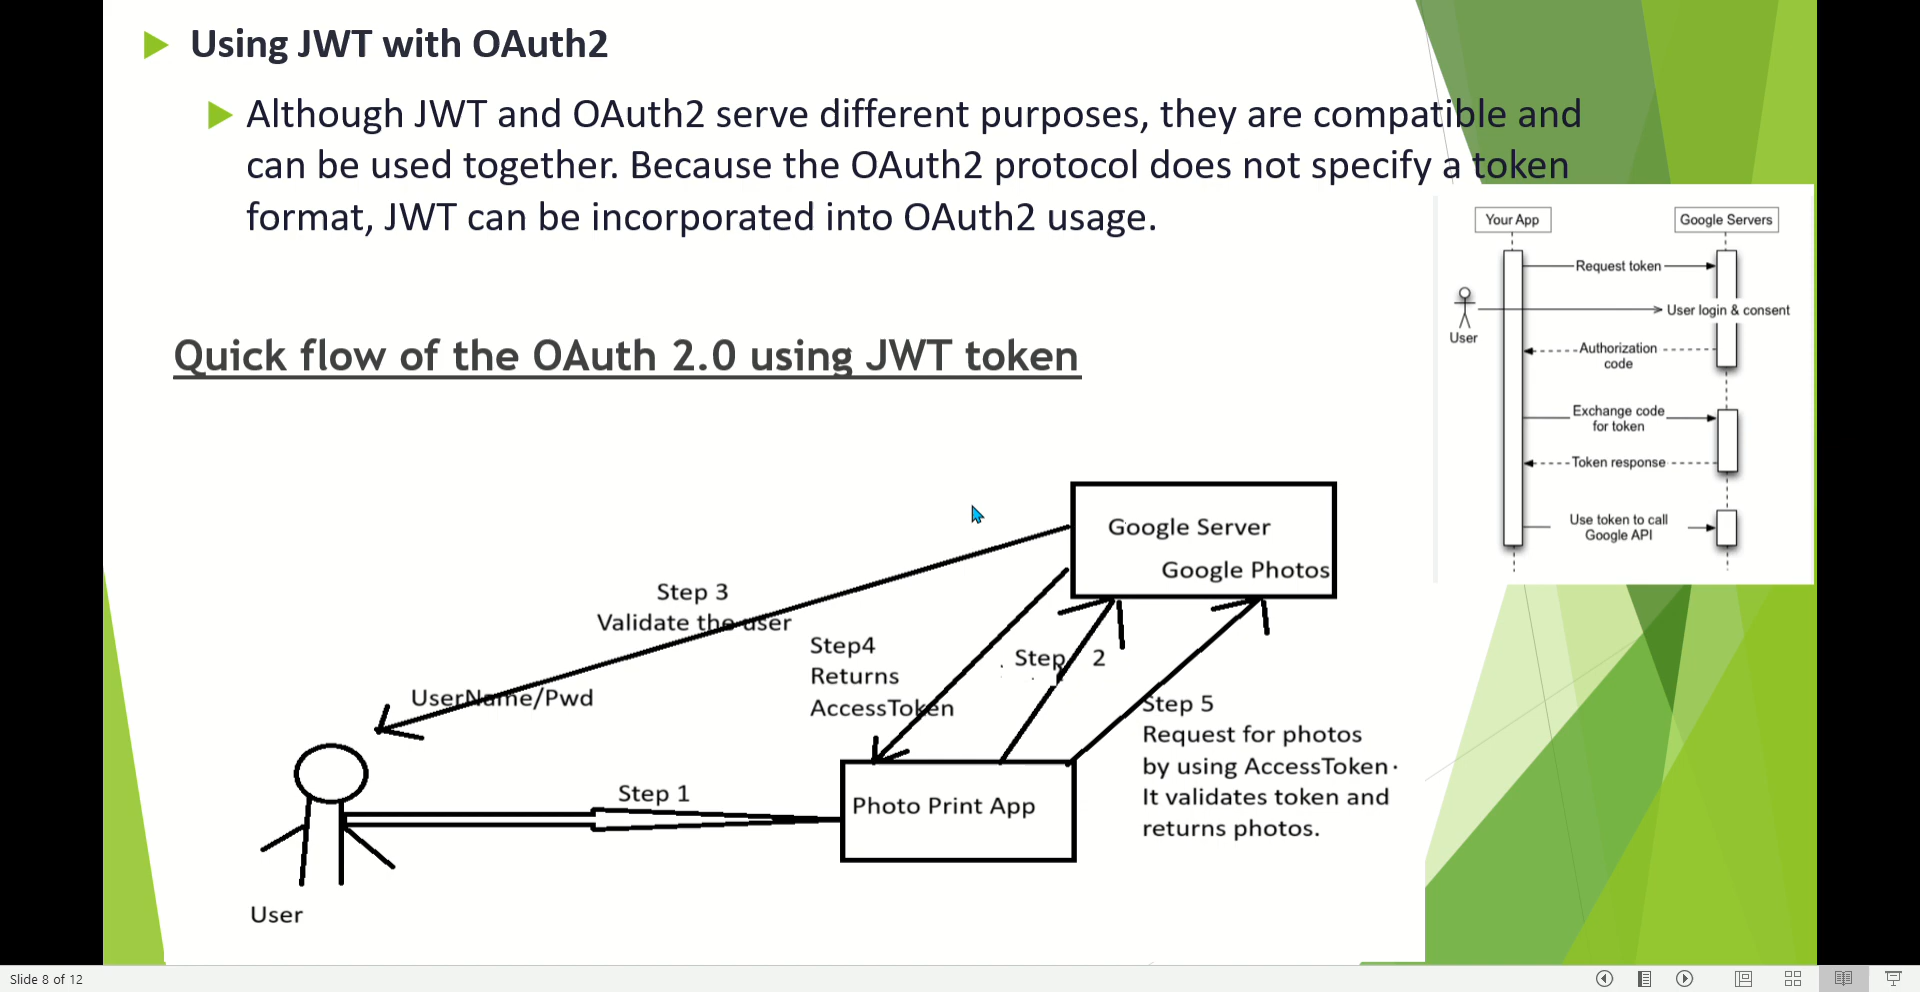 Using JWT with OAuth2
Although JWT and OAuth2 serve different purposes, they are compatible and
can be used together. Because the OAuth2 protocol does not specify a token
format, JWT can be incorporated into OAuth2 usage.
Your App
Google Servers
Request token
User login & consent
User
Authorization
code
Exchange code
for token
Token response
Use token to call
Google API
Quick flow of the OAuth 2.0 using JWT token
Google Server
Google Photos
Step 3
Validate the user
UserName/Pwd
Step4
Returns
AccessToken
Step 2
Step 5
Request for photos
by using AccessToken.
It validates token and
returns photos.
Step 1
Photo Print App
User
Slide 8 of 12